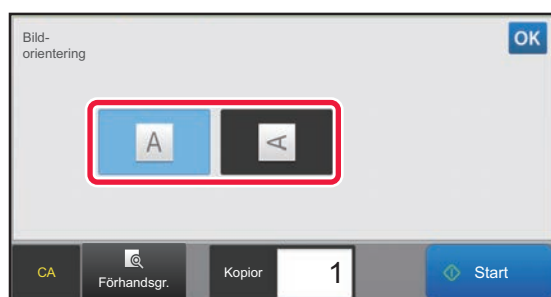 Bild-
orientering
OK
A
A
CA
Förhandsgr.
Kopior
1
Start